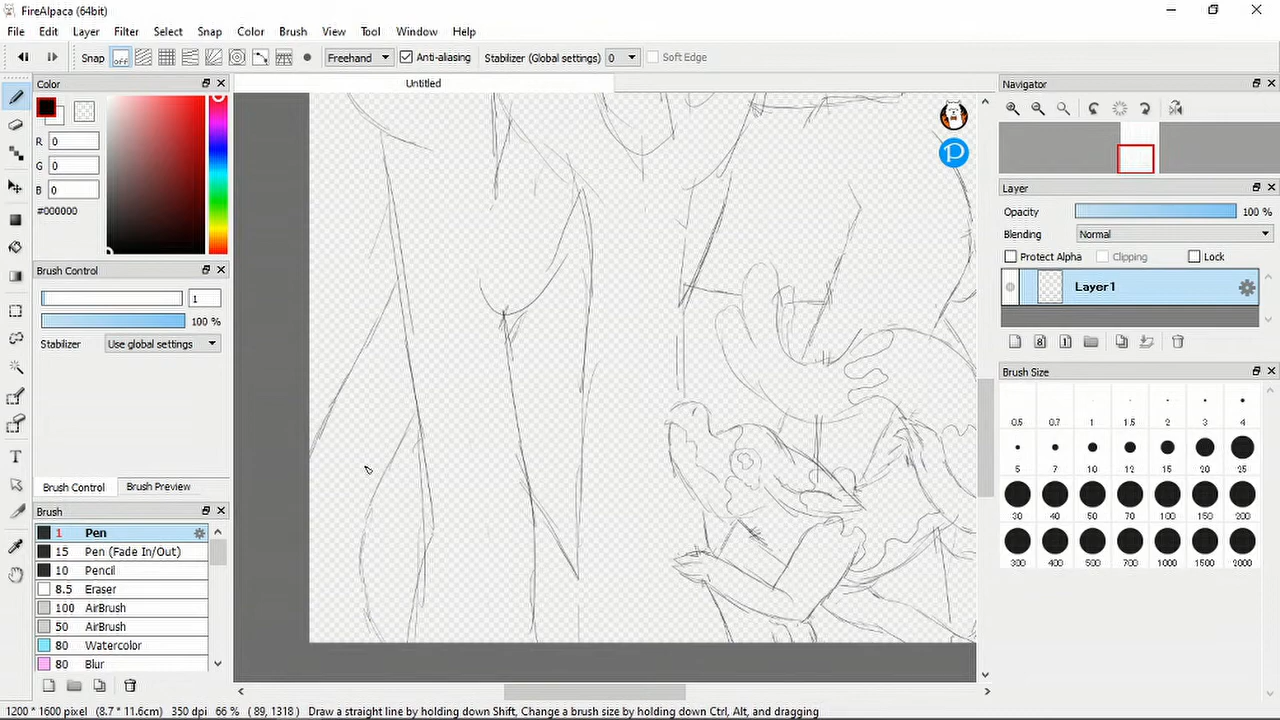 FireAlpaca (64bit)
File Edit Layer Filter Select Snap Color Brush View Tool Window Help
Snap off Freehand Anti-aliasing Stabilizer (Global settings) 0 Soft Edge
Color
Untitled
Navigator
R 0
G 0
B 0
#000000
Layer
Opacity 100 %
Blending Normal
Protect Alpha Clipping Lock
Layer1
Brush Control
1
100 %
Stabilizer Use global settings
Brush Size
0.5 0.7 1 1.5 2 3 4
5 7 10 12 15 20 25
30 40 50 70 100 150 200
300 400 500 700 1000 1500 2000
Brush Control Brush Preview
Brush
1 Pen
15 Pen (Fade In/Out)
10 Pencil
8.5 Eraser
100 AirBrush
50 AirBrush
80 Watercolor
80 Blur
1200 * 1600 pixel (8.7 * 11.6cm) 350 dpi 66 % ( 89, 1318 ) Draw a straight line by holding down Shift, Change a brush size by holding down Ctrl, Alt, and dragging